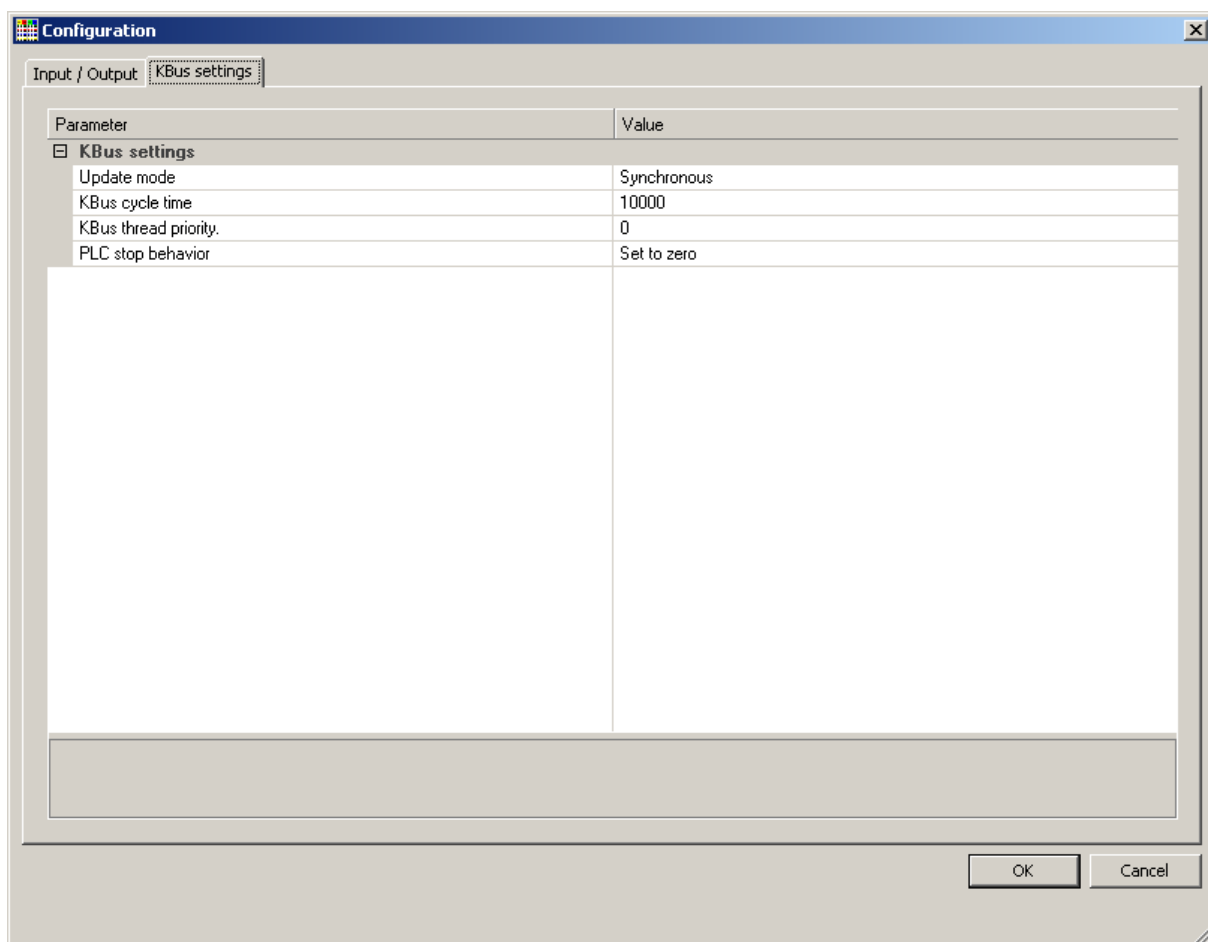 Configuration
Input / Output KBus settings
Parameter Value
KBus settings
Update mode Synchronous
KBus cycle time 10000
KBus thread priority. 0
PLC stop behavior Set to zero
OK Cancel